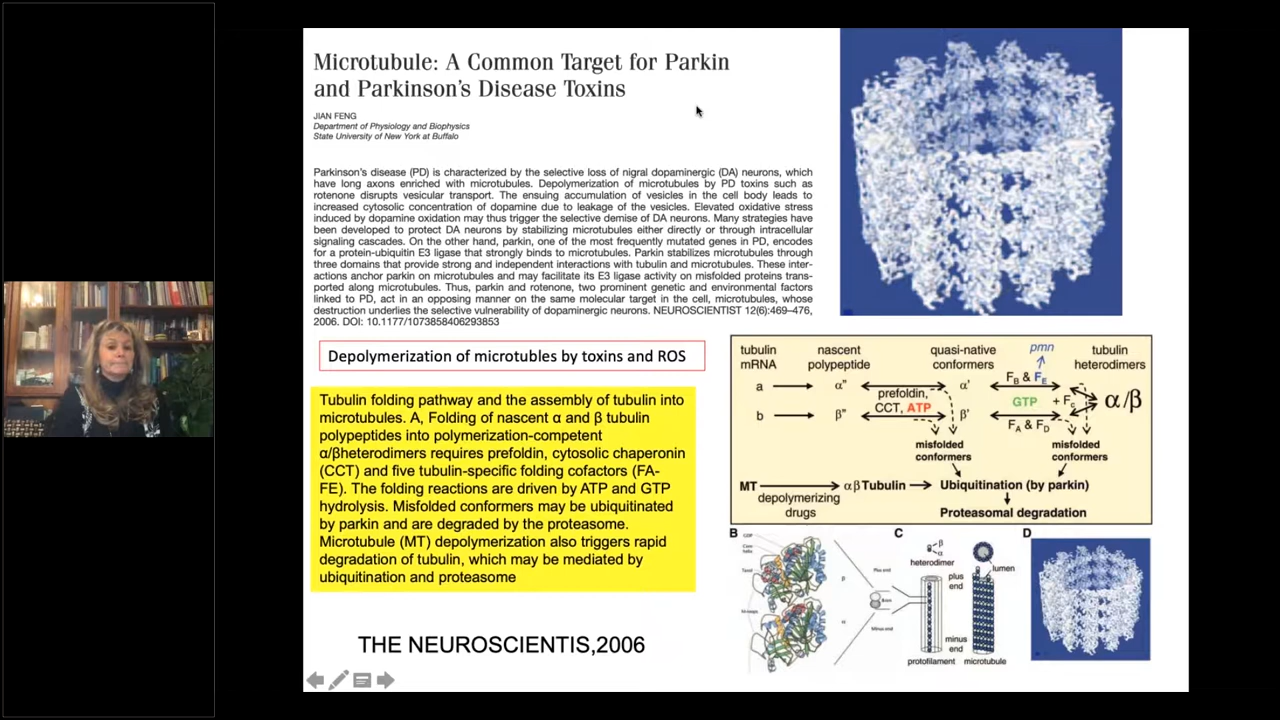 Microtubule: A Common Target for Parkin
and Parkinson's Disease Toxins
JIAN FENG
Department of Physiology and Biophysics
State University of New York at Buffalo
Parkinson's disease (PD) is characterized by the selective loss of nigral dopaminergic (DA) neurons, which
have long axons enriched with microtubules. Depolymerization of microtubules by PD toxins such as
rotenone disrupts vesicular transport. The ensuing accumulation of vesicles in the cell body leads to
increased cytosolic concentration of dopamine due to leakage of the vesicles. Elevated oxidative stress
induced by dopamine oxidation may thus trigger the selective demise of DA neurons. Many strategies have
been developed to protect DA neurons by stabilizing microtubules either directly or through intracellular
signaling cascades. On the other hand, parkin, one of the most frequently mutated genes in PD, encodes
for a protein-ubiquitin E3 ligase that strongly binds to microtubules. Parkin stabilizes microtubules through
three domains that provide strong and independent interactions with tubulin and microtubules. These inter-
actions anchor parkin on microtubules and may facilitate its E3 ligase activity on misfolded proteins trans-
ported along microtubules. Thus, parkin and rotenone, two prominent genetic and environmental factors
linked to PD, act in an opposing manner on the same molecular target in the cell, microtubules, whose
destruction underlies the selective vulnerability of dopaminergic neurons. NEUROSCIENTIST 12(6):469–476,
2006. DOI: 10.1177/1073858406293853
Depolymerization of microtubles by toxins and ROS
Tubulin folding pathway and the assembly of tubulin into
microtubules. A, Folding of nascent α and β tubulin
polypeptides into polymerization-competent
α/βheterodimers requires prefoldin, cytosolic chaperonin
(CCT) and five tubulin-specific folding cofactors (FA-
FE). The folding reactions are driven by ATP and GTP
hydrolysis. Misfolded conformers may be ubiquitinated
by parkin and are degraded by the proteasome.
Microtubule (MT) depolymerization also triggers rapid
degradation of tubulin, which may be mediated by
ubiquitination and proteasome
THE NEUROSCIENTIS,2006
tubulin mRNA
nascent polypeptide
quasi-native conformers
pmn
tubulin heterodimers
a α" α' FB & FE
prefoldin, CCT, ATP
GTP + Fc α/β
b β" β' FA & FD
misfolded conformers
misfolded conformers
MT depolymerizing drugs αβ Tubulin Ubiquitination (by parkin)
Proteasomal degradation
B
GDP
Plus end
β
α
Minus end
C
β
α
heterodimer
lumen
plus end
minus end
protofilament microtubule
D